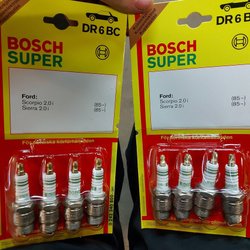 DR 6 BC
BOSCH
SUPER
Ford:
Scorpio 2.0 i (85–)
Sierra 2.0 i (85–)
DR 6 BC
BOSCH
SUPER
Ford:
Scorpio 2.0 i (85–)
Sierra 2.0 i (85–)